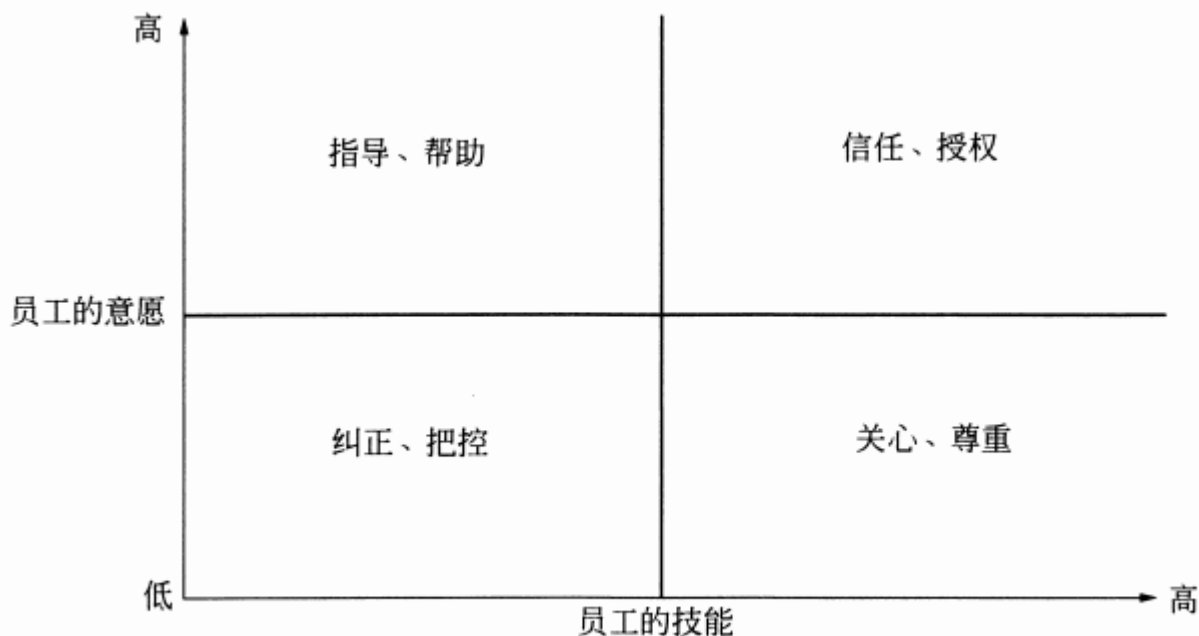 高
指导、帮助
信任、授权
员工的意愿
纠正、把控
关心、尊重
低
员工的技能
高